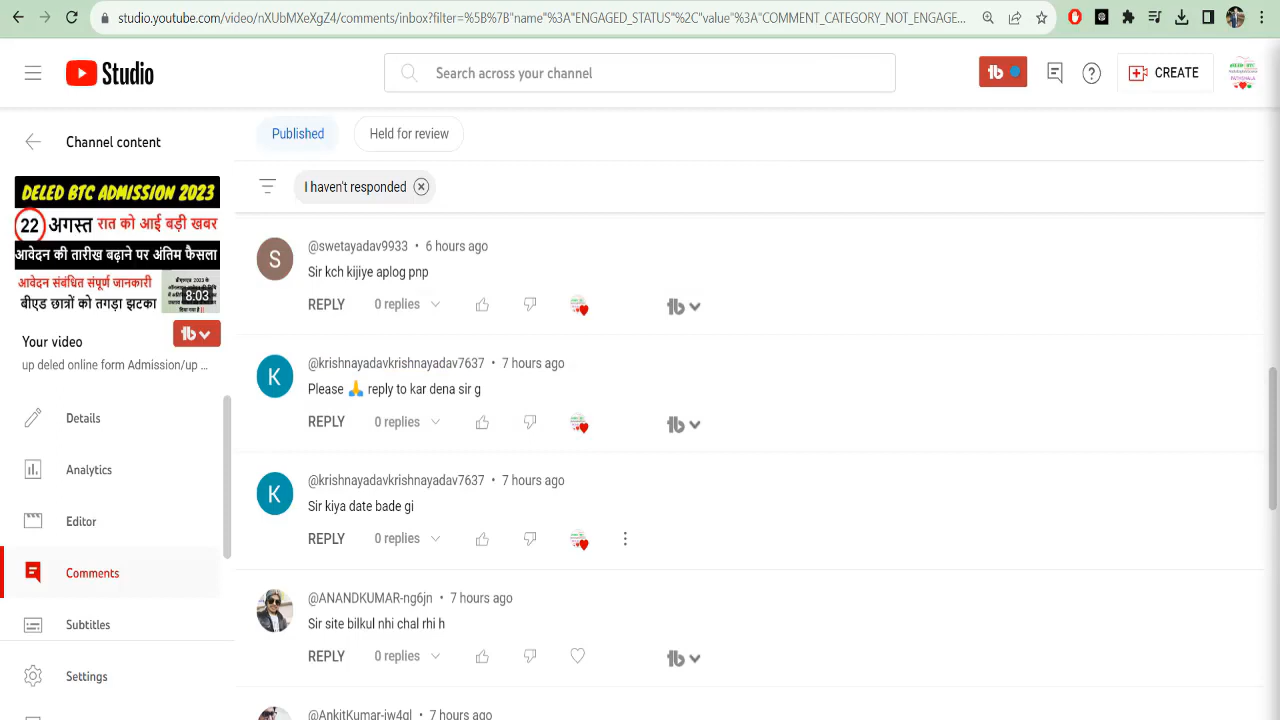 com/video/xUBYMzxXgZ4/comments/inbox?filter=%5B%7B"name"%3A"ENGAGED_STATUS"%2C"value"%3A"COMMENT_CATEGORY_NOT_ENGAGE...
Studio
Search across your channel
CREATE
Channel content
Published
Held for review
DELED BTC ADMISSION 2023
22 अगस्त रात को आई बड़ी खबर
आवेदन की तारीख बढ़ाने पर अंतिम फैसला
आवेदन संबंधित संपूर्ण जानकारी
बीएड छात्रों को तगड़ा झटका
8:03
I haven't responded
Your video
up deled online form Admission/up ...
Details
Analytics
Editor
Comments
Subtitles
Settings
@swetayadav9933 • 6 hours ago
Sir kch kijiye aplog pnp
REPLY 0 replies
@krishnayadavkrishnayadav7637 • 7 hours ago
Please 🙏 reply to kar dena sir g
REPLY 0 replies
@krishnayadavkrishnayadav7637 • 7 hours ago
Sir kiya date bade gi
REPLY 0 replies
@ANANDKUMAR-ng6jn • 7 hours ago
Sir site bilkul nhi chal rhi h
REPLY 0 replies
@AnkitKumar-iw4gl • 7 hours ago